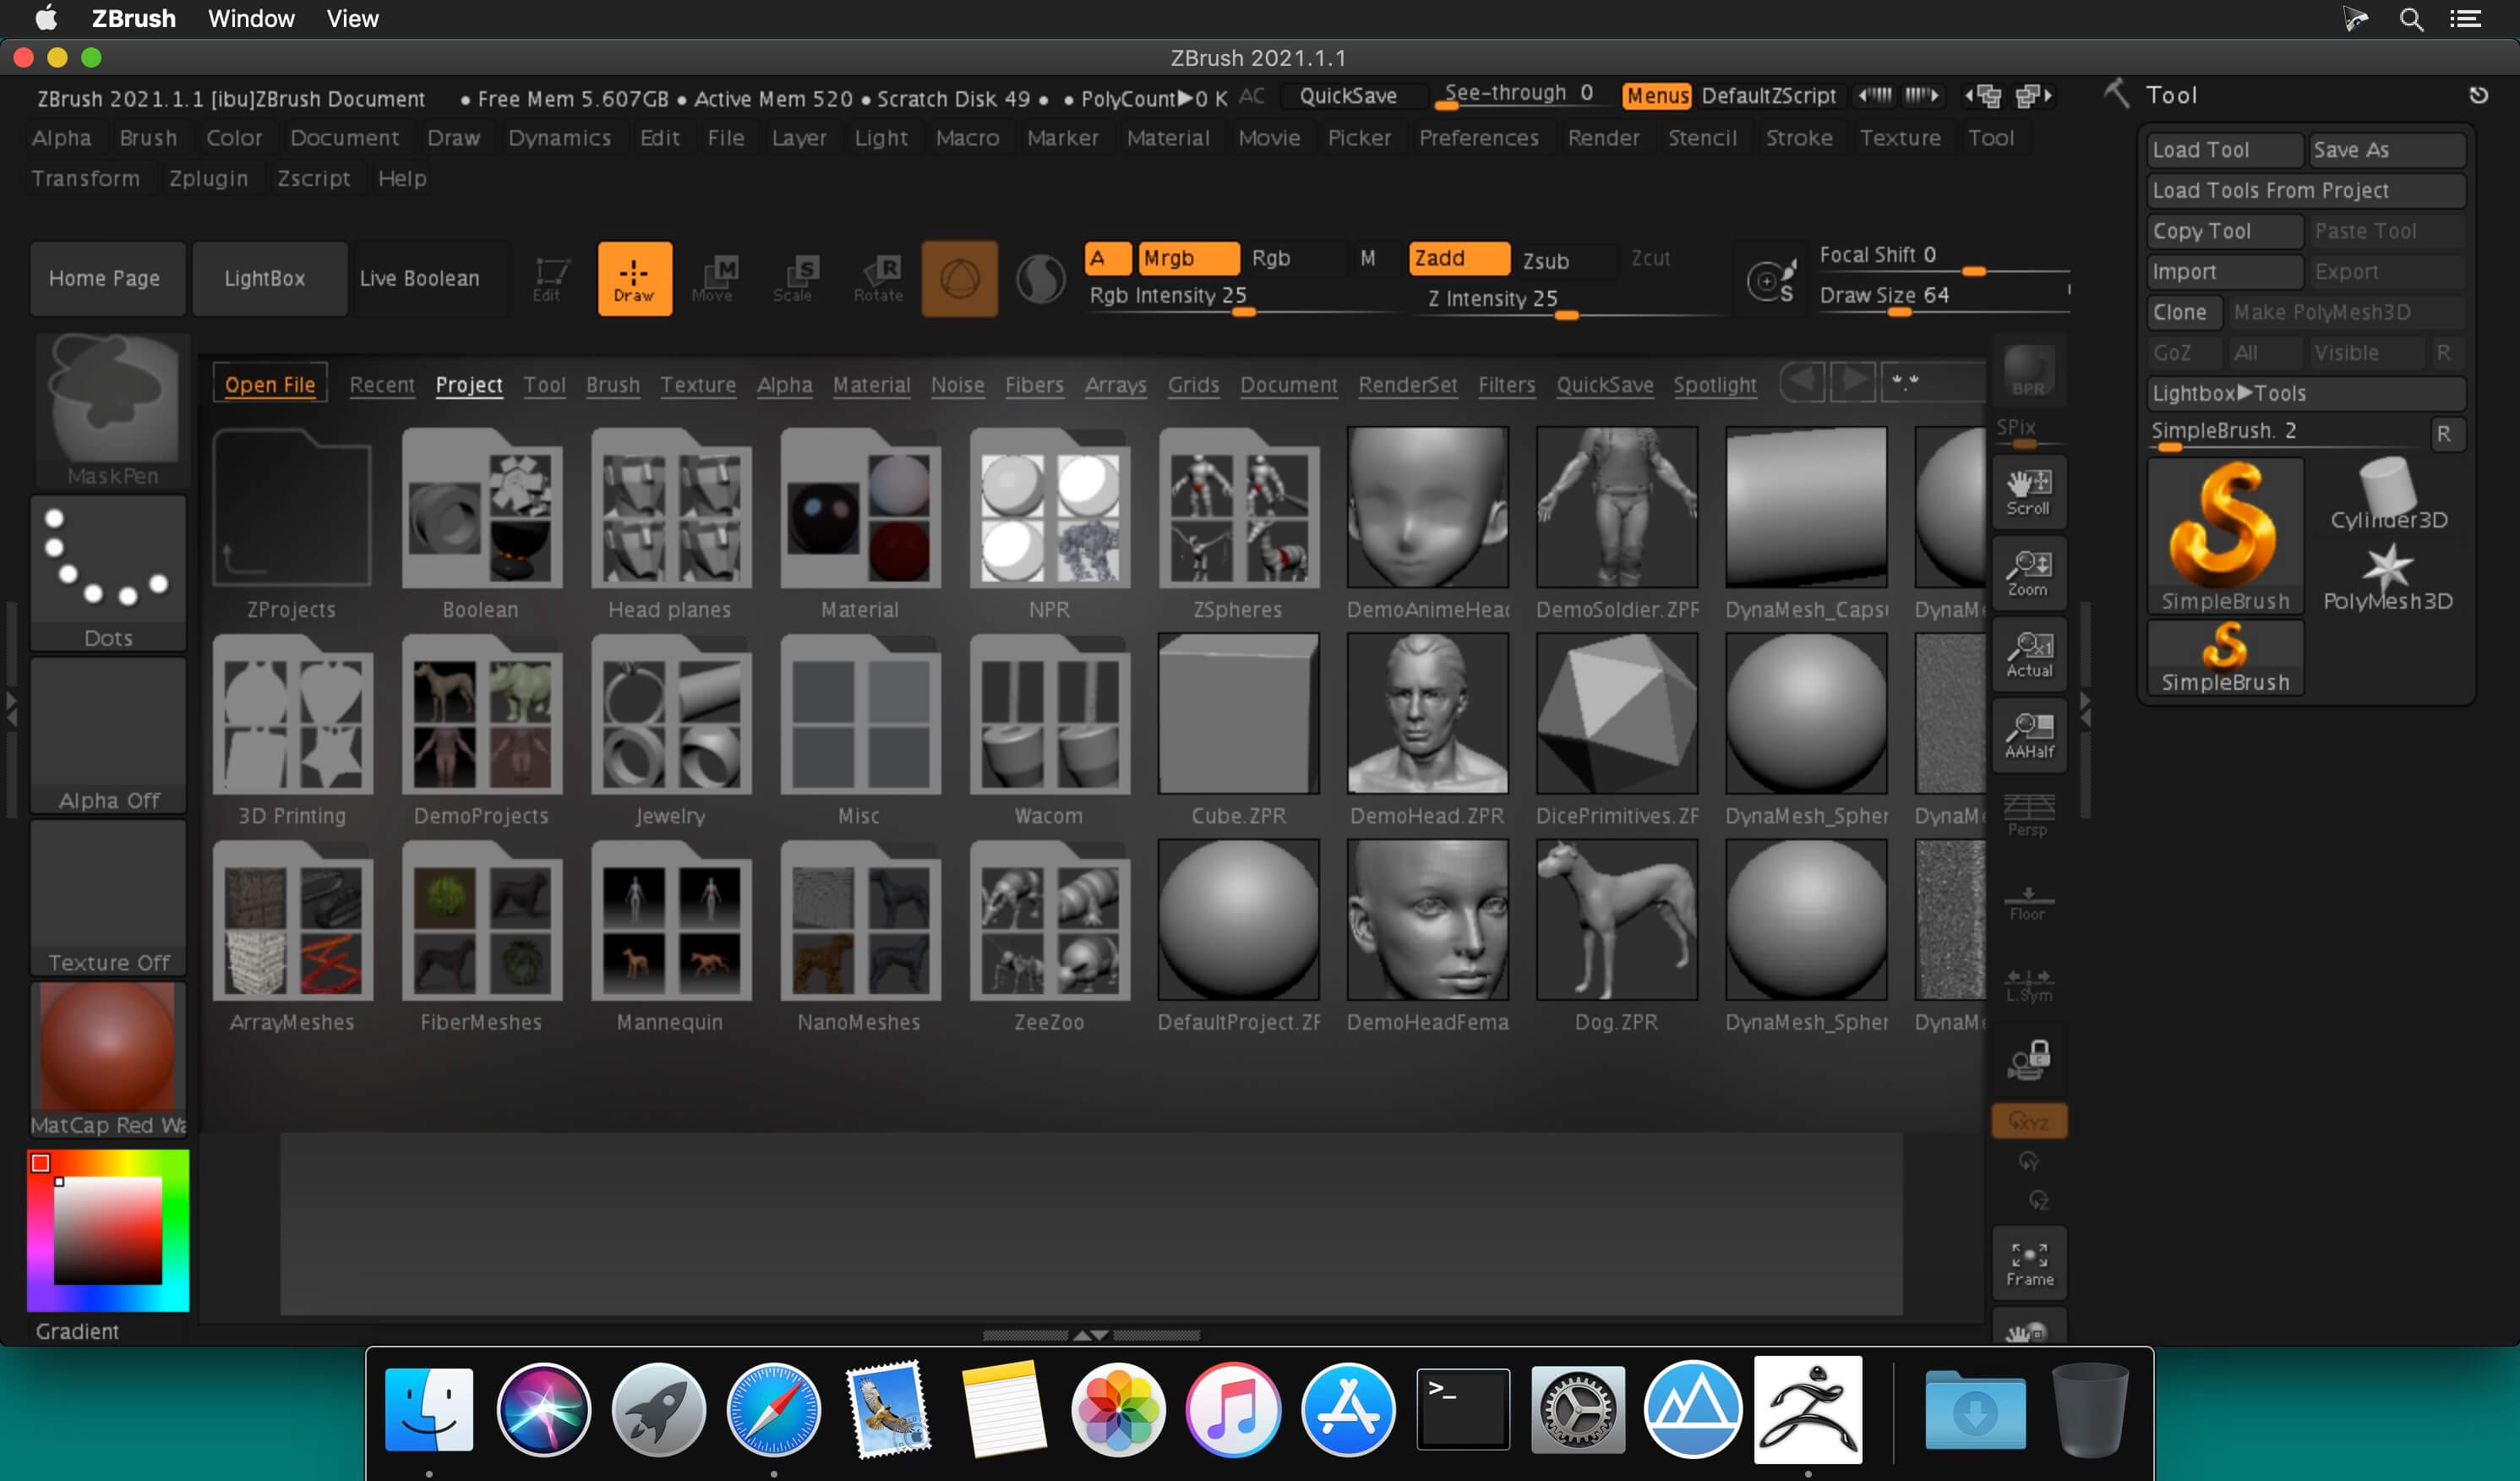 ZBrush Window View
ZBrush 2021.1.1
ZBrush 2021.1.1 [ibu]ZBrush Document • Free Mem 5.607GB • Active Mem 520 • Scratch Disk 49 • • PolyCount▶0 K AC QuickSave See-through 0 Menus DefaultZScript
Alpha Brush Color Document Draw Dynamics Edit File Layer Light Macro Marker Material Movie Picker Preferences Render Stencil Stroke Texture Tool
Transform Zplugin Zscript Help
Home Page LightBox Live Boolean Edit Draw Move Scale Rotate A Mrgb Rgb M Zadd Zsub Zcut Focal Shift 0
M S R
Rgb Intensity 25 Z Intensity 25 S Draw Size 64
MaskPen
Dots
Alpha Off
Texture Off
MatCap Red Wa
Gradient
Open File Recent Project Tool Brush Texture Alpha Material Noise Fibers Arrays Grids Document RenderSet Filters QuickSave Spotlight *.*
ZProjects Boolean Head planes Material NPR ZSpheres DemoAnimeHead DemoSoldier.ZPR DynaMesh_Caps DynaMe
3D Printing DemoProjects Jewelry Misc Wacom Cube.ZPR DemoHead.ZPR DicePrimitives.ZP DynaMesh_Spher DynaMe
ArrayMeshes FiberMeshes Mannequin NanoMeshes ZeeZoo DefaultProject.ZP DemoHeadFema Dog.ZPR DynaMesh_Spher DynaMe
BPR
SPix
Scroll
Zoom
x1
Actual
AAHalf
Persp
Floor
L.Sym
XYZ
Y
Z
Frame
Tool
Load Tool Save As
Load Tools From Project
Copy Tool Paste Tool
Import Export
Clone Make PolyMesh3D
GoZ All Visible R
Lightbox▶Tools
SimpleBrush. 2 R
Cylinder3D
SimpleBrush PolyMesh3D
SimpleBrush
>_